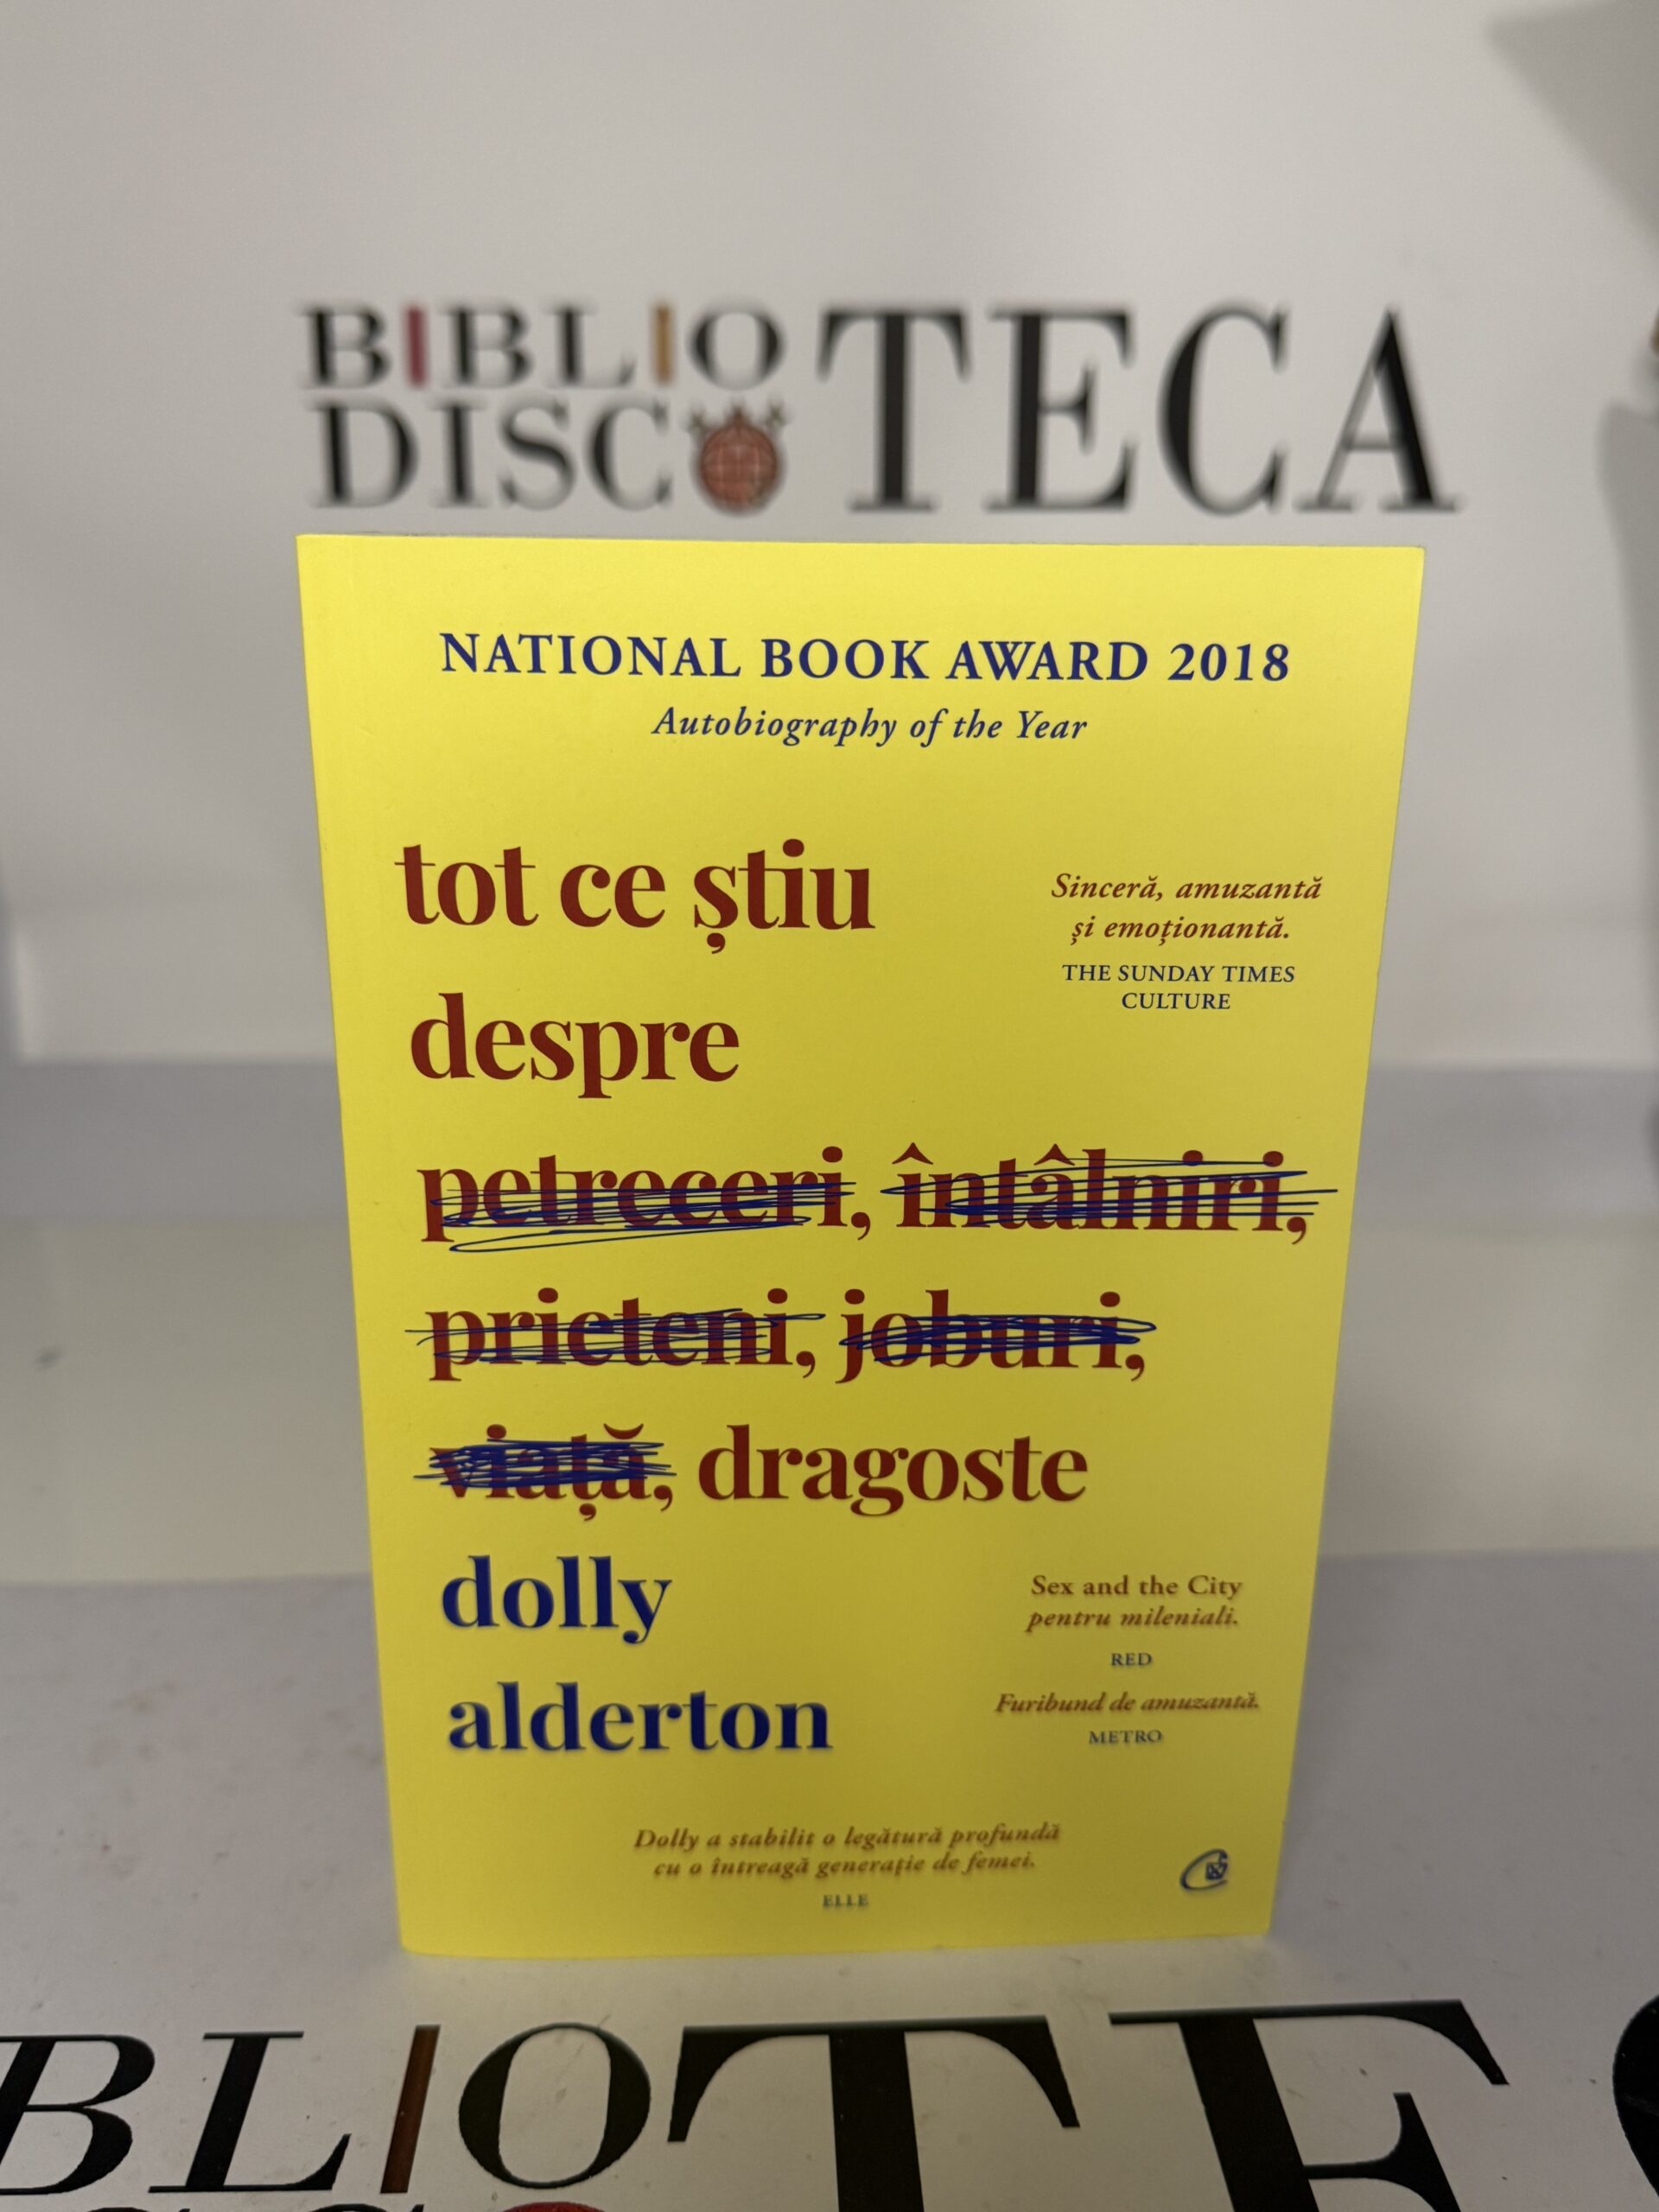 BIBLIO
DISCOTECA
NATIONAL BOOK AWARD 2018
Autobiography of the Year
tot ce știu
despre
petreceri, întâlniri,
prieteni, joburi,
viață, dragoste
dolly
alderton
Sinceră, amuzantă
și emoționantă.
THE SUNDAY TIMES
CULTURE
Sex and the City
pentru mileniali.
RED
Furibund de amuzantă.
METRO
Dolly a stabilit o legătură profundă
cu o întreagă generație de femei.
ELLE
BLIOTE